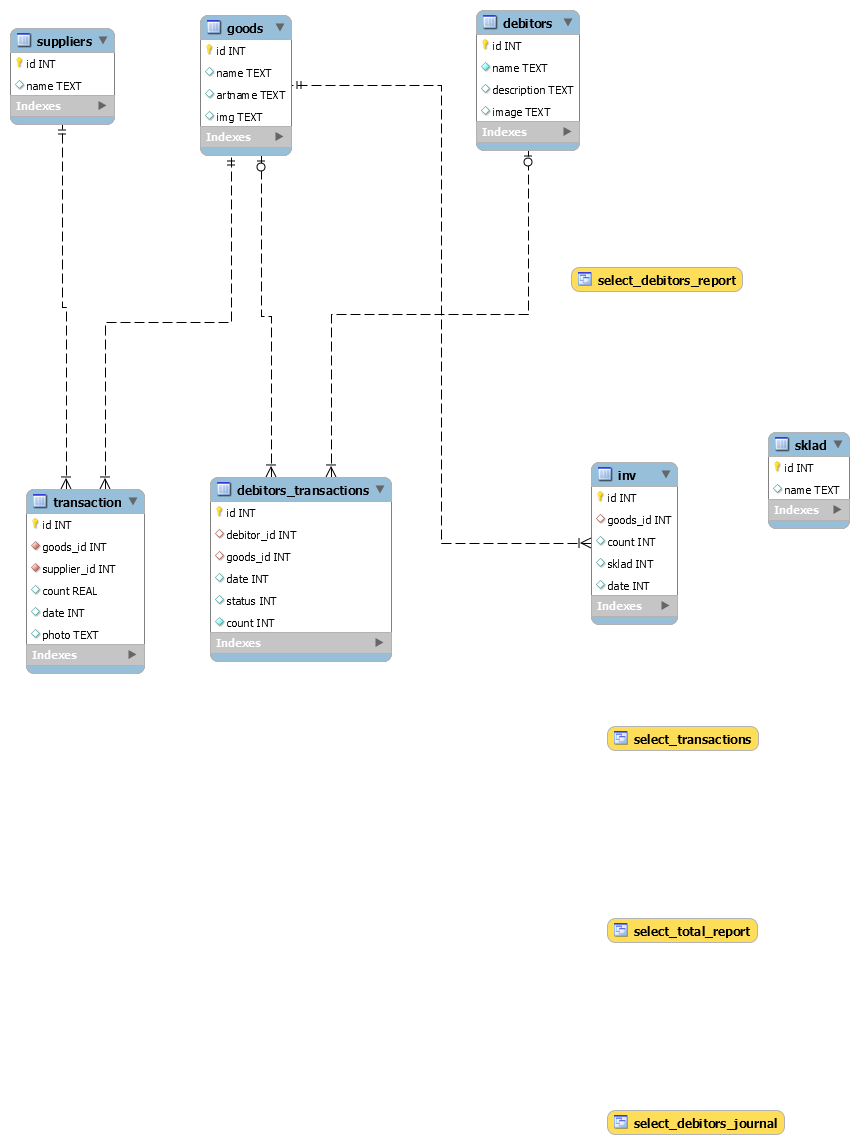 suppliers
id INT
name TEXT
Indexes
goods
id INT
name TEXT
artname TEXT
img TEXT
Indexes
debitors
id INT
name TEXT
description TEXT
image TEXT
Indexes
select_debitors_report
transaction
id INT
goods_id INT
supplier_id INT
count REAL
date INT
photo TEXT
Indexes
debitors_transactions
id INT
debitor_id INT
goods_id INT
date INT
status INT
count INT
Indexes
inv
id INT
goods_id INT
count INT
sklad INT
date INT
Indexes
sklad
id INT
name TEXT
Indexes
select_transactions
select_total_report
select_debitors_journal